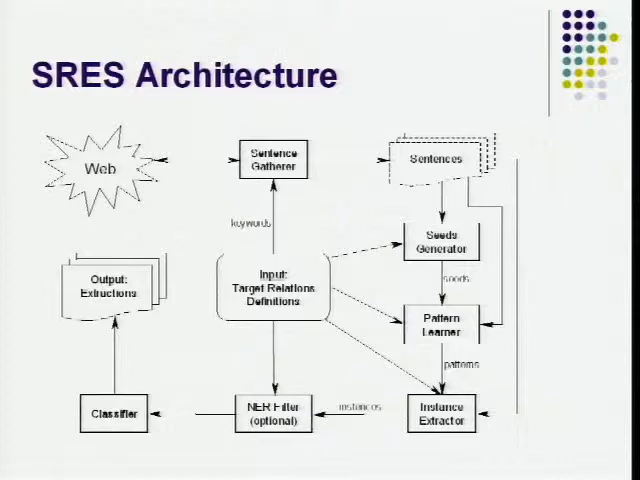 SRES Architecture
Web
Sentence
Gatherer
Sentences
keywords
Seeds
Generator
Output:
Extractions
Input:
Target Relations
Definitions
seeds
Pattern
Learner
patterns
Classifier
NER Filter
(optional)
instances
Instance
Extractor